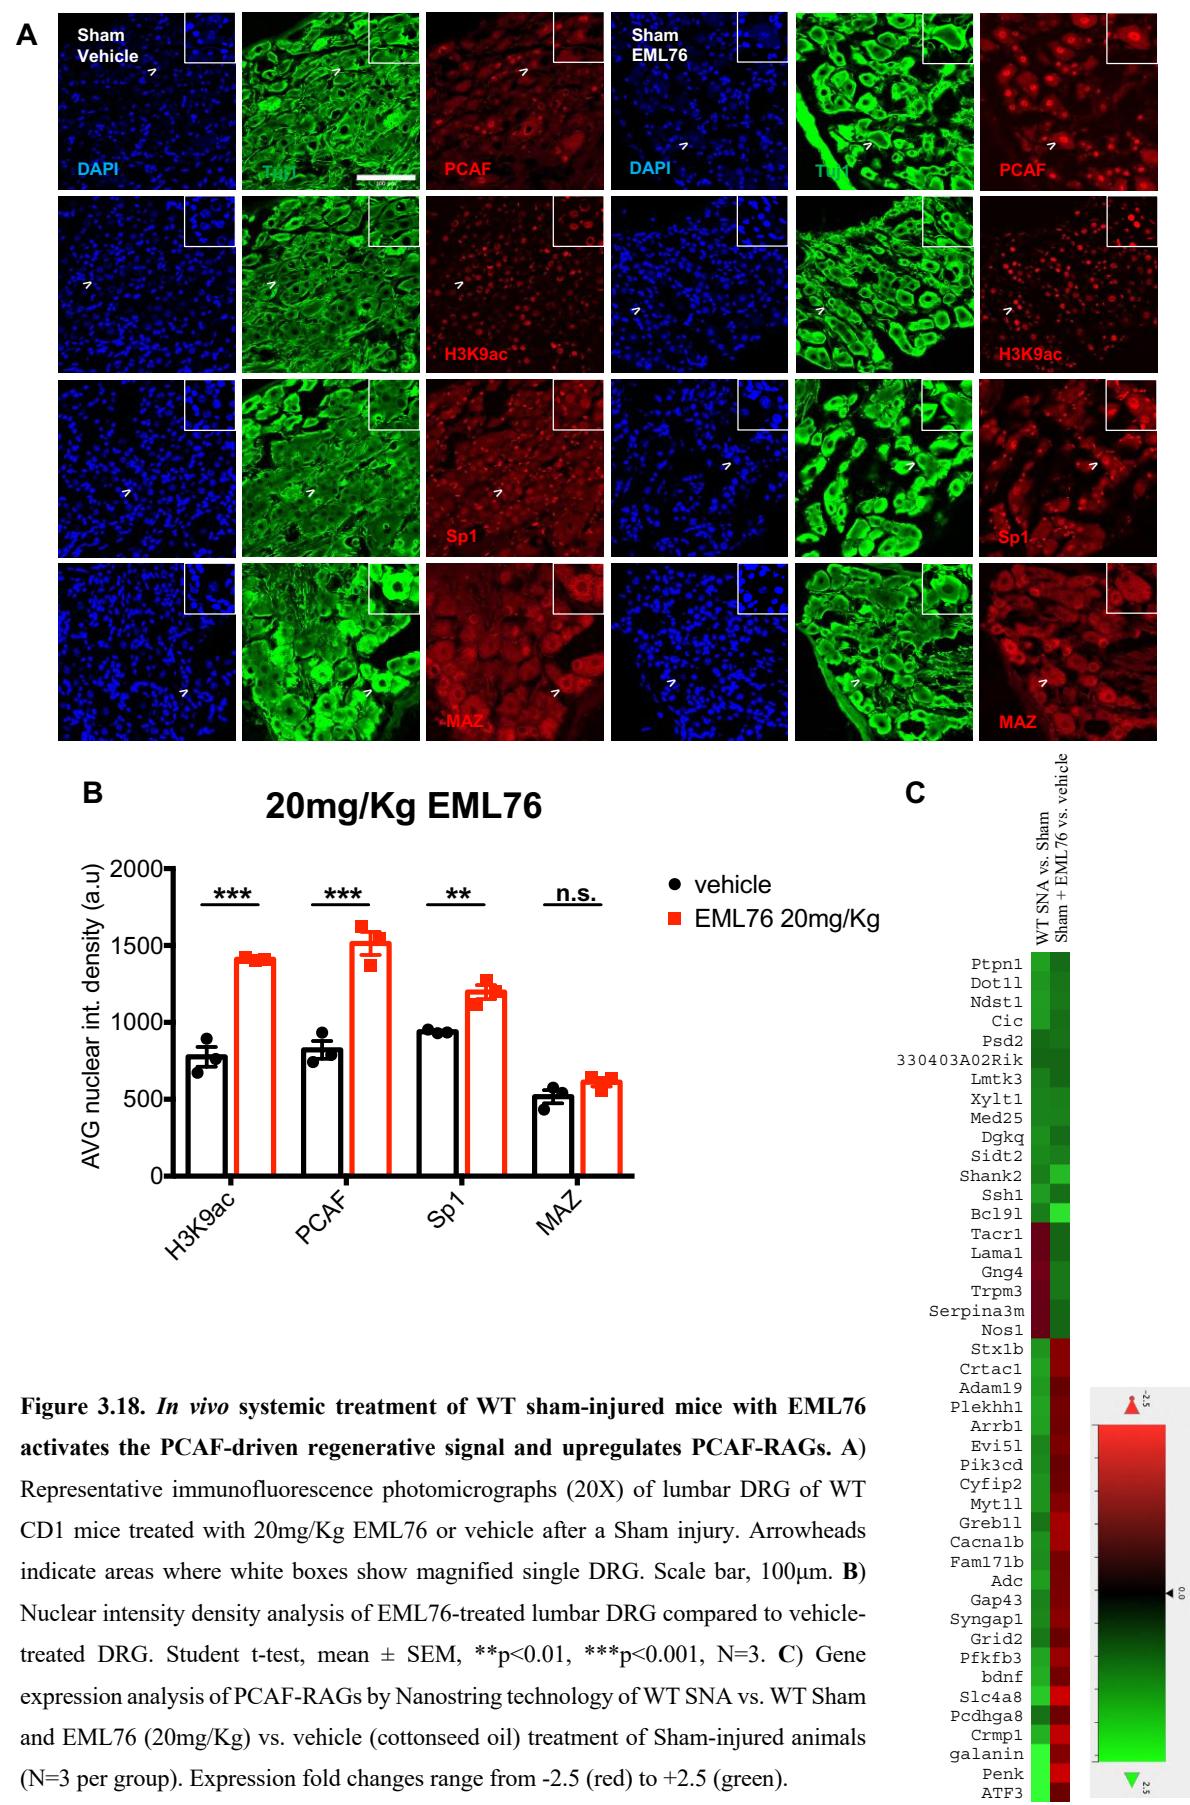 A
Sham
Vehicle
DAPI
Tuj1
100 µm
PCAF
Sham
EML76
DAPI
Tuj1
PCAF
H3K9ac
H3K9ac
Sp1
Sp1
MAZ
MAZ
B
20mg/Kg EML76
AVG nuclear int. density (a.u)
2000
1500
1000
500
0
***
***
**
n.s.
H3K9ac
PCAF
Sp1
MAZ
vehicle
EML76 20mg/Kg
C
WT SNA vs. Sham
Sham + EML76 vs. vehicle
Ptpn1
Dot1l
Ndst1
Cic
Psd2
330403A02Rik
Lmtk3
Xylt1
Med25
Dgkq
Sidt2
Shank2
Ssh1
Bcl9l
Tacr1
Lama1
Gng4
Trpm3
Serpina3m
Nos1
Stx1b
Crtac1
Adam19
Plekhh1
Arrb1
Evi5l
Pik3cd
Cyfip2
Myt1l
Greb1l
Cacna1b
Fam171b
Adc
Gap43
Syngap1
Grid2
Pfkfb3
bdnf
Slc4a8
Pcdhga8
Crmp1
galanin
Penk
ATF3
-2.5
0.0
2.5
Figure 3.18. In vivo systemic treatment of WT sham-injured mice with EML76
activates the PCAF-driven regenerative signal and upregulates PCAF-RAGs. A)
Representative immunofluorescence photomicrographs (20X) of lumbar DRG of WT
CD1 mice treated with 20mg/Kg EML76 or vehicle after a Sham injury. Arrowheads
indicate areas where white boxes show magnified single DRG. Scale bar, 100µm. B)
Nuclear intensity density analysis of EML76-treated lumbar DRG compared to vehicle-
treated DRG. Student t-test, mean ± SEM, **p<0.01, ***p<0.001, N=3. C) Gene
expression analysis of PCAF-RAGs by Nanostring technology of WT SNA vs. WT Sham
and EML76 (20mg/Kg) vs. vehicle (cottonseed oil) treatment of Sham-injured animals
(N=3 per group). Expression fold changes range from -2.5 (red) to +2.5 (green).